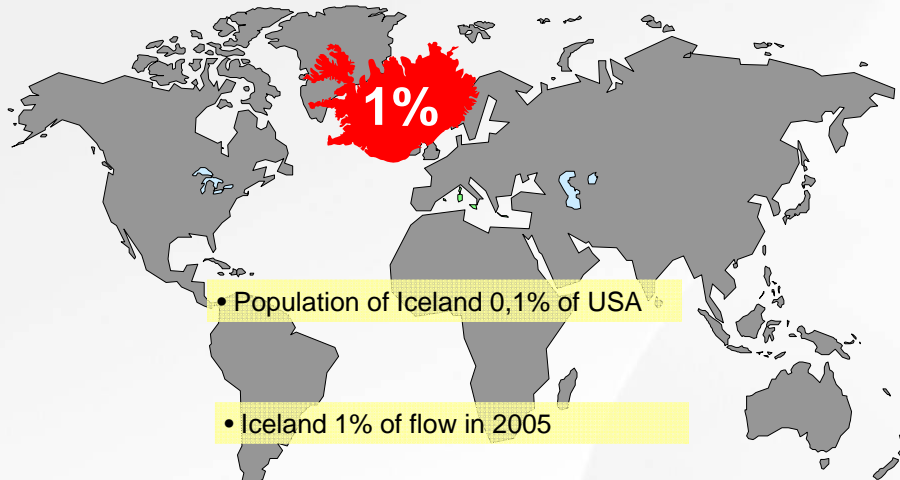 1%
• Population of Iceland 0,1% of USA
• Iceland 1% of flow in 2005